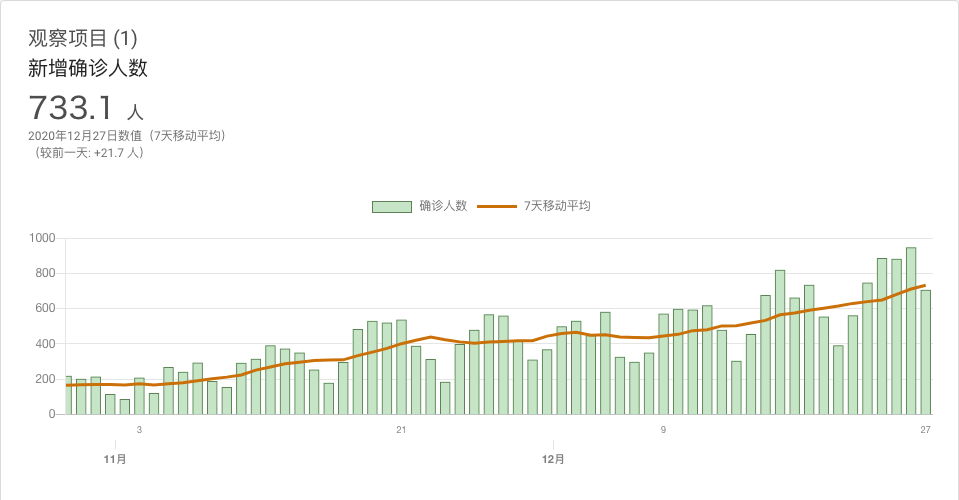 观察项目 (1)
新增确诊人数
733.1 人
2020年12月27日数值（7天移动平均）
（较前一天: +21.7 人）
确诊人数 7天移动平均
1000
800
600
400
200
0
3 21 9 27
11月 12月